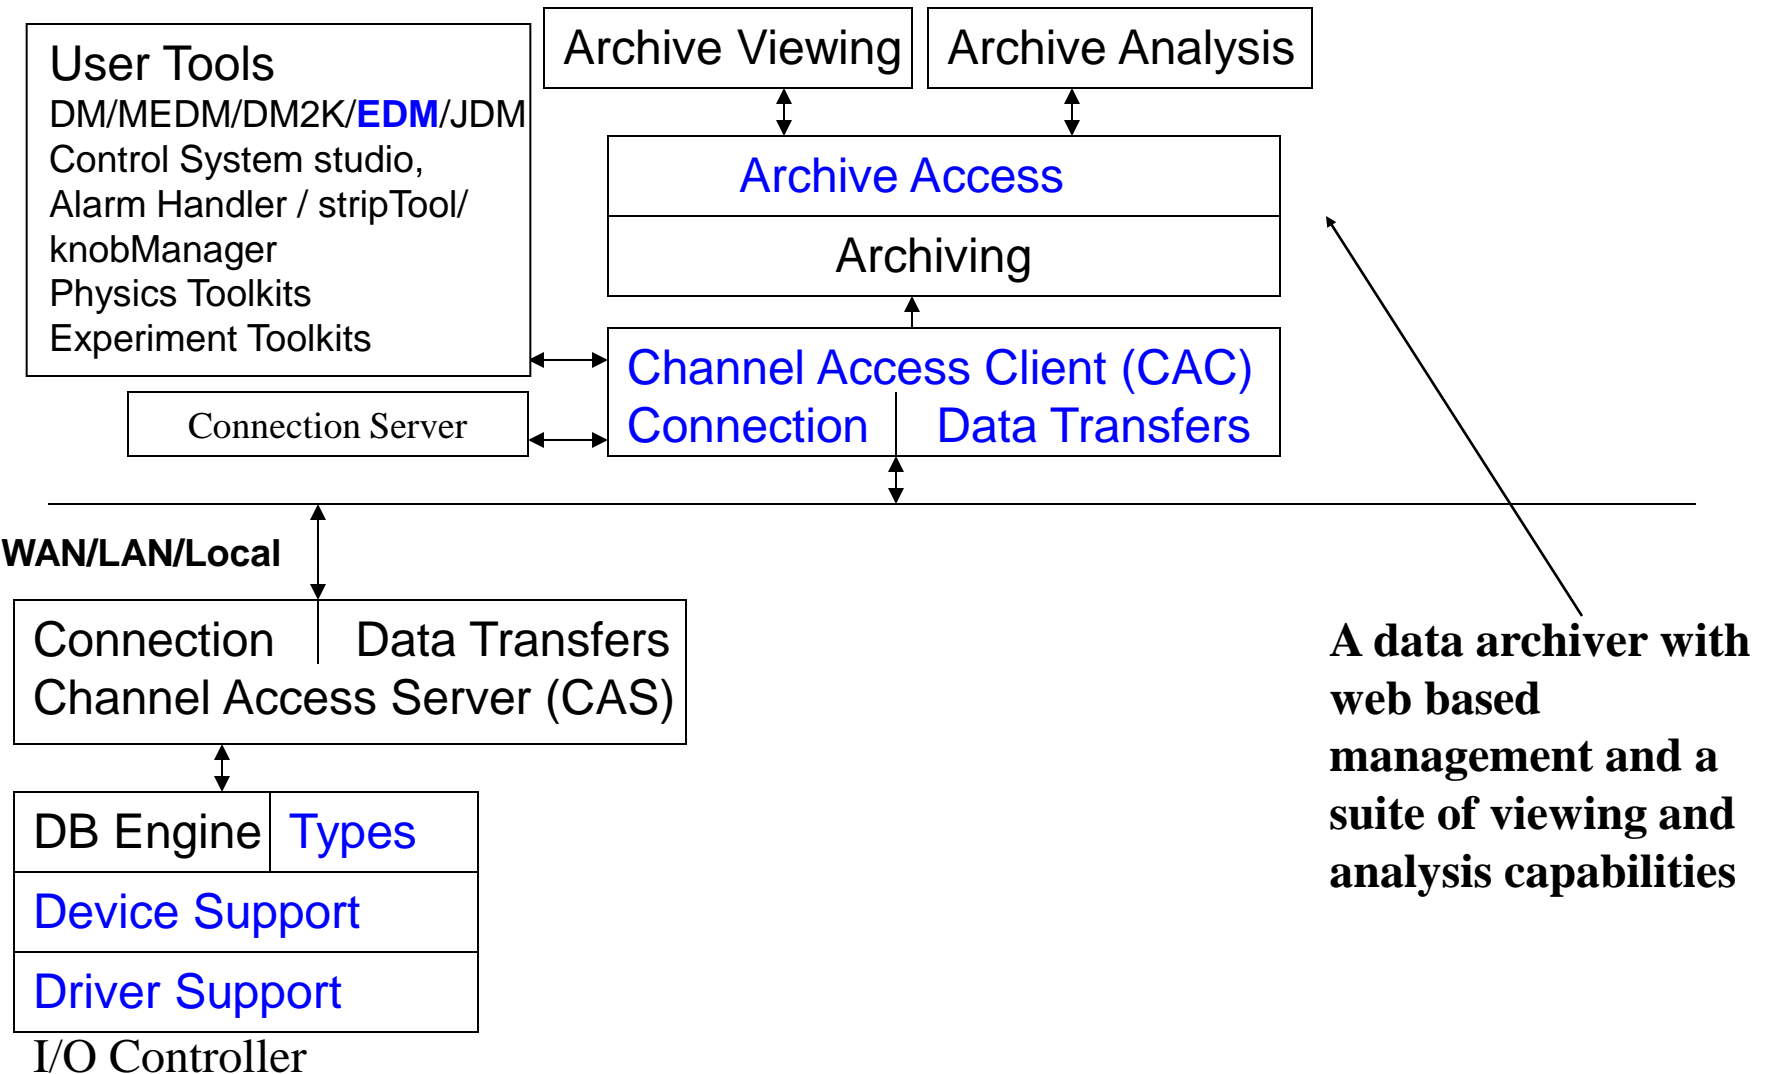 User Tools
DM/MEDM/DM2K/EDM/JDM
Control System studio,
Alarm Handler / stripTool/
knobManager
Physics Toolkits
Experiment Toolkits
Archive Viewing
Archive Analysis
Archive Access
Archiving
Channel Access Client (CAC)
Connection
Data Transfers
Connection Server
WAN/LAN/Local
Connection
Data Transfers
Channel Access Server (CAS)
DB Engine
Types
Device Support
Driver Support
I/O Controller
A data archiver with
web based
management and a
suite of viewing and
analysis capabilities